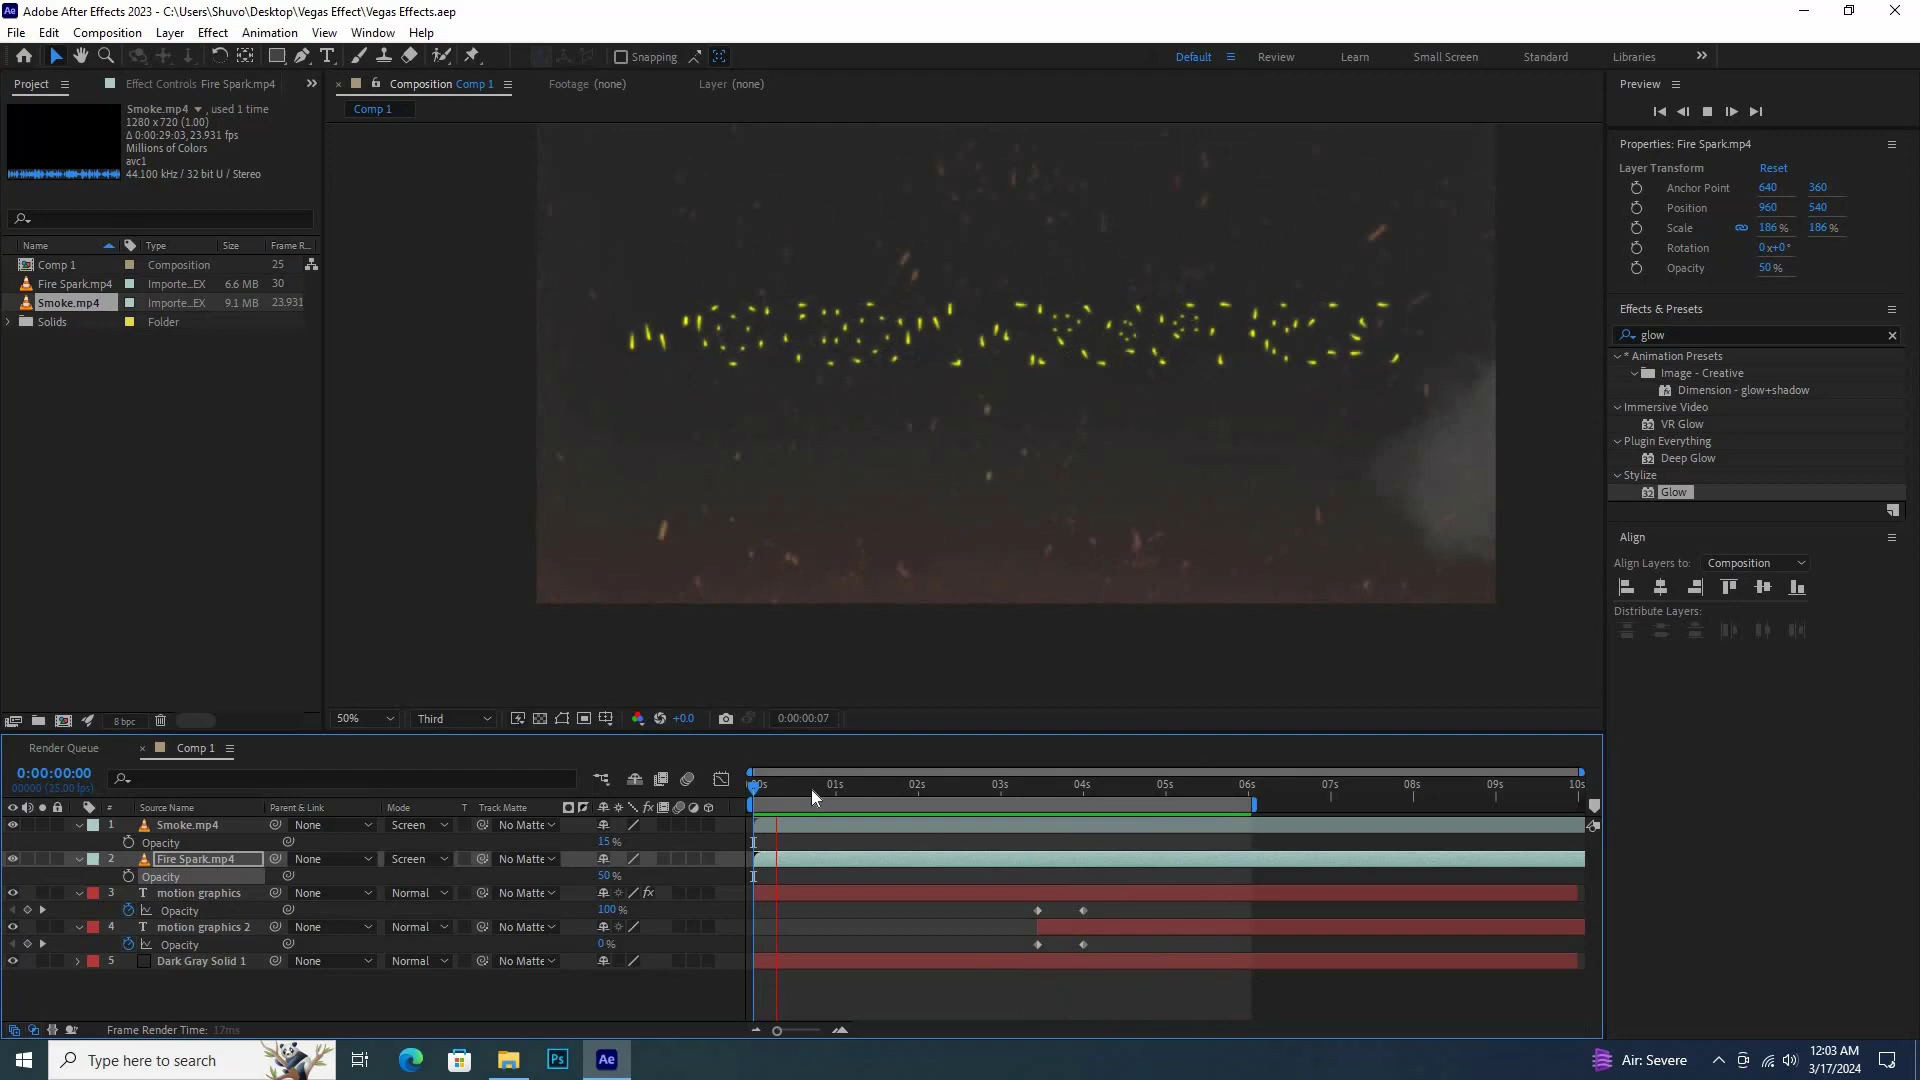 Adobe After Effects 2023 - C:\Users\Shuvo\Desktop\Vegas Effect\Vegas Effects.aep
File Edit Composition Layer Effect Animation View Window Help
Snapping Default Review Learn Small Screen Standard Libraries
Project Effect Controls Fire Spark.mp4 Composition Comp 1 Footage (none) Layer (none)
Comp 1
Smoke.mp4 , used 1 time
1280 x 720 (1.00)
Δ 0:00:29:03, 23.931 fps
Millions of Colors
avc1
44.100 kHz / 32 bit U / Stereo
Name Type Size Frame R...
Comp 1 Composition 25
Fire Spark.mp4 Importe...EX 6.6 MB 30
Smoke.mp4 Importe...EX 9.1 MB 23.931
Solids Folder
8 bpc
50% Third +0.0 0:00:00:07
Preview
Properties: Fire Spark.mp4
Layer Transform Reset
Anchor Point 640 360
Position 960 540
Scale 186 % 186 %
Rotation 0x+0°
Opacity 50 %
Effects & Presets
glow
* Animation Presets
Image - Creative
Dimension - glow+shadow
Immersive Video
32 VR Glow
Plugin Everything
32 Deep Glow
Stylize
32 Glow
Align
Align Layers to: Composition
Distribute Layers:
Render Queue Comp 1
0:00:00:00
00000 (25.00 fps)
:00s 01s 02s 03s 04s 05s 06s 07s 08s 09s 10s
# Source Name Parent & Link Mode T Track Matte
1 Smoke.mp4 None Screen No Matte
Opacity 15 %
2 Fire Spark.mp4 None Screen No Matte
Opacity 50 %
3 T motion graphics None Normal No Matte fx
Opacity 100 %
4 T motion graphics 2 None Normal No Matte
Opacity 0 %
5 Dark Gray Solid 1 None Normal No Matte
Frame Render Time: 17ms
Type here to search Ps Ae Air: Severe 12:03 AM
3/17/2024